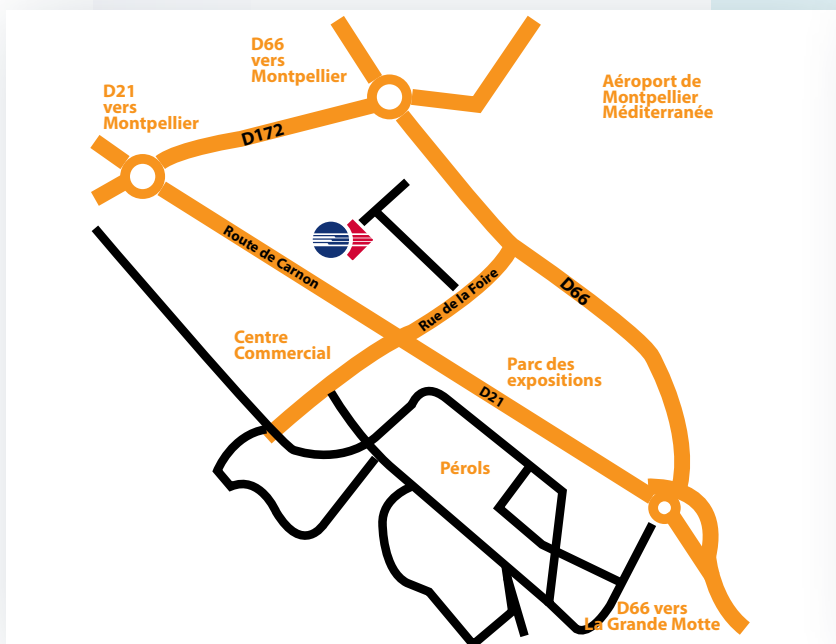 D66
vers
Montpellier
D21
vers
Montpellier
Aéroport de
Montpellier
Méditerranée
D172
Route de Carnon
Rue de la Foire
D66
Centre
Commercial
Parc des
expositions
D21
Pérols
D66 vers
La Grande Motte